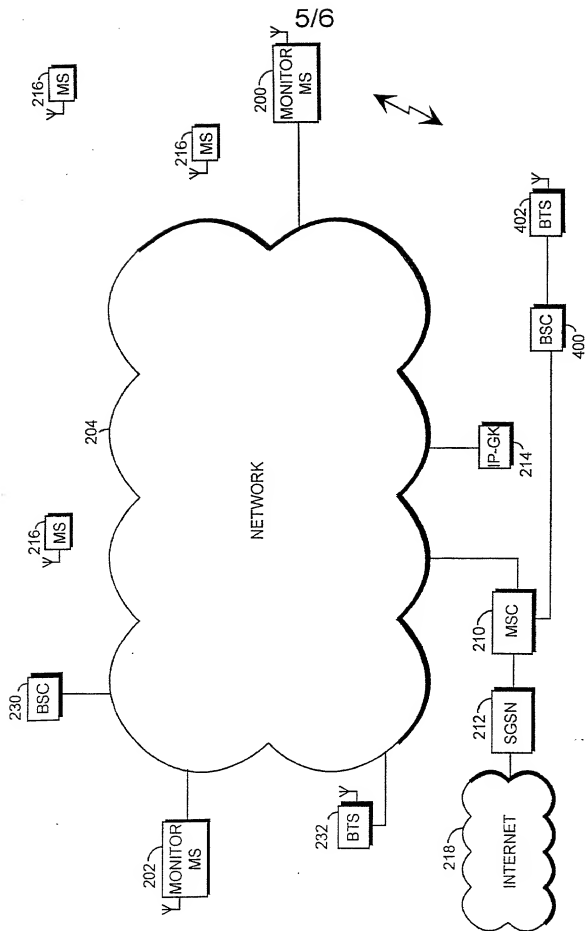 5/6
216
MS
216
MS
200
MONITOR
MS
402
BTS
BSC
400
204
NETWORK
IP-GK
214
216
MS
230
BSC
210
MSC
212
SGSN
202
MONITOR
MS
232
BTS
218
INTERNET